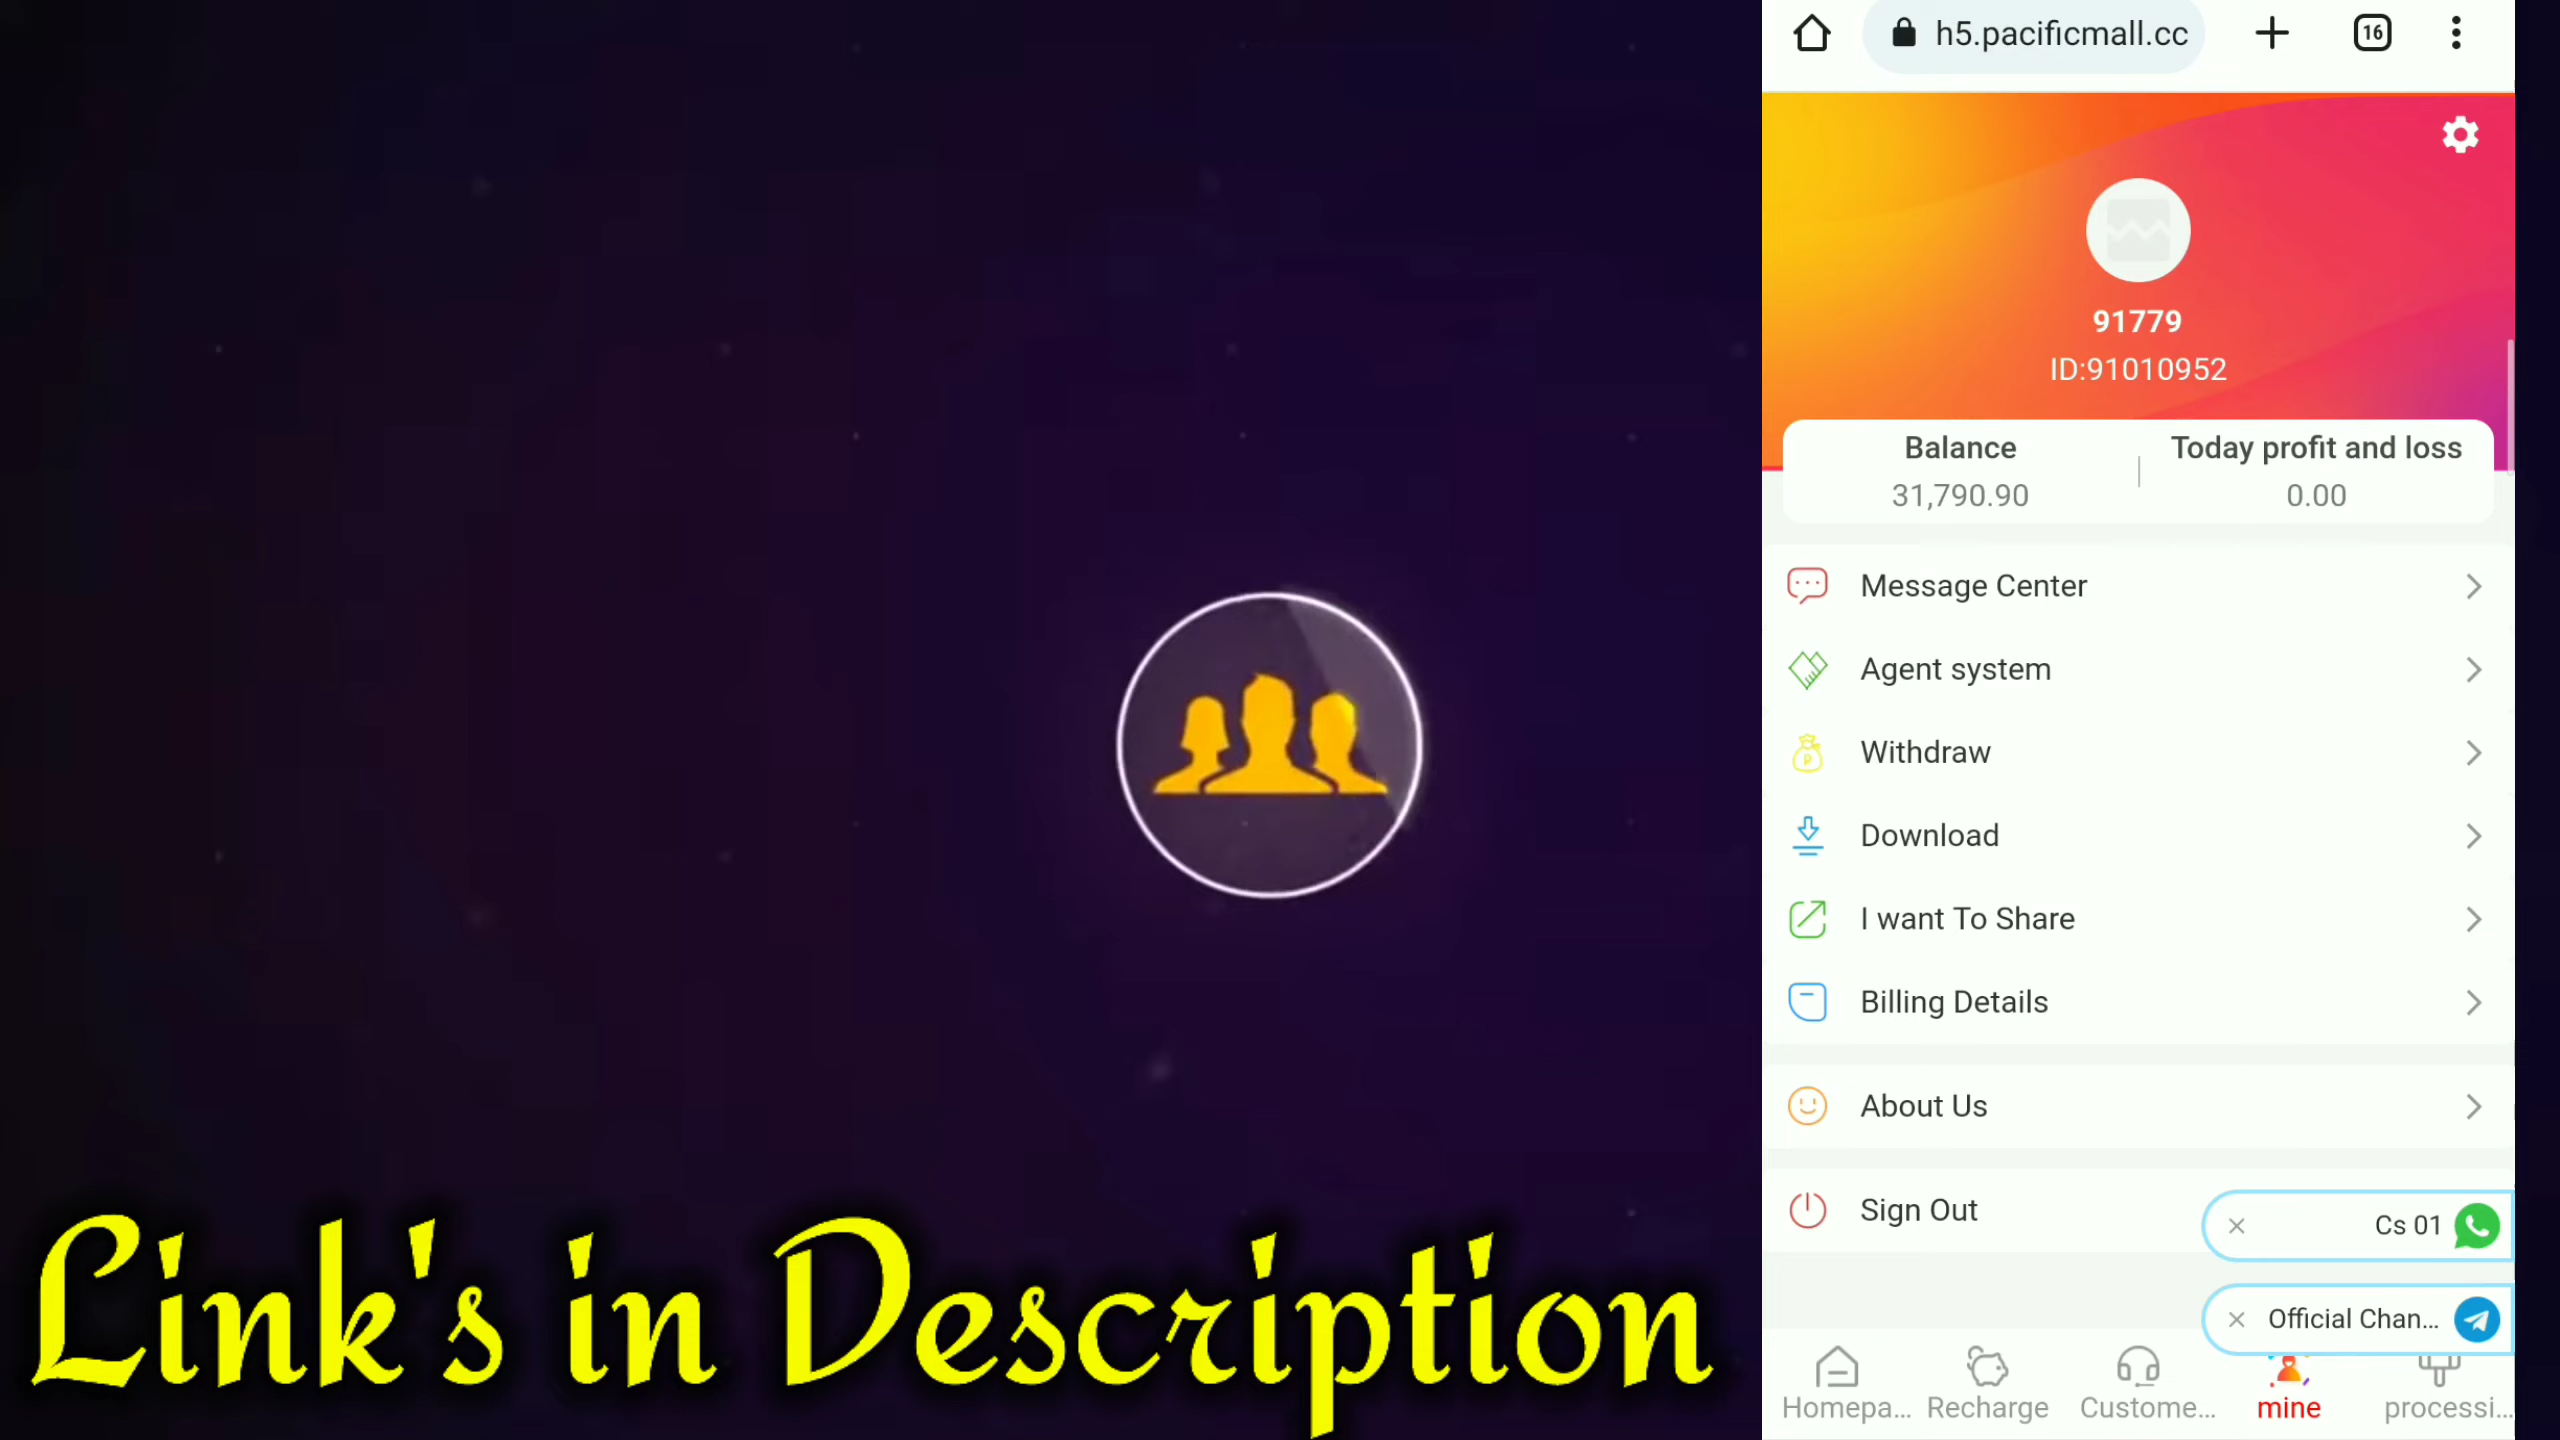 h5.pacificmall.cc
16
91779
ID:91010952
Balance
Today profit and loss
31,790.90
0.00
Message Center
Agent system
Withdraw
Download
I want To Share
Billing Details
About Us
Sign Out
Cs 01
Official Chan...
Homepa...
Recharge
Custome...
mine
processi...
Link's in Description